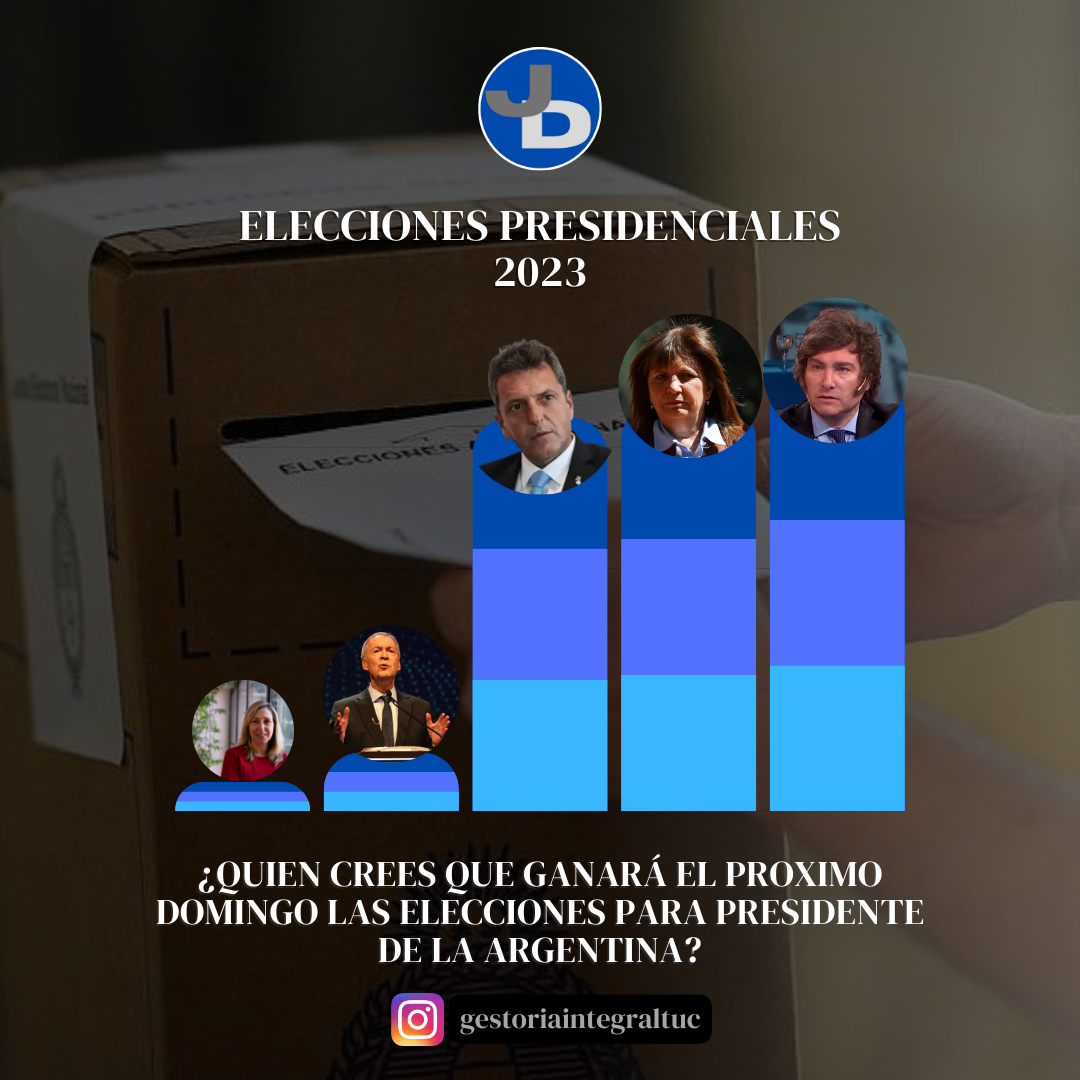 JD
ELECCIONES PRESIDENCIALES
2023
ELECCIONES
¿QUIEN CREES QUE GANARÁ EL PROXIMO
DOMINGO LAS ELECCIONES PARA PRESIDENTE
DE LA ARGENTINA?
gestoriaintegraltuc